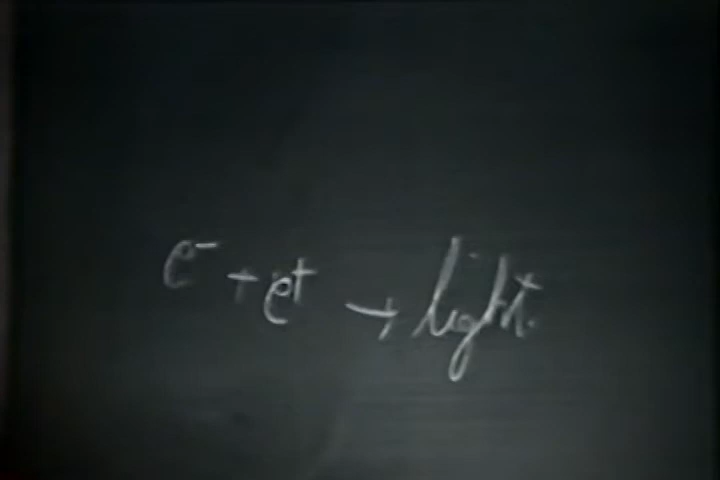 e⁻ + e⁺ → light.